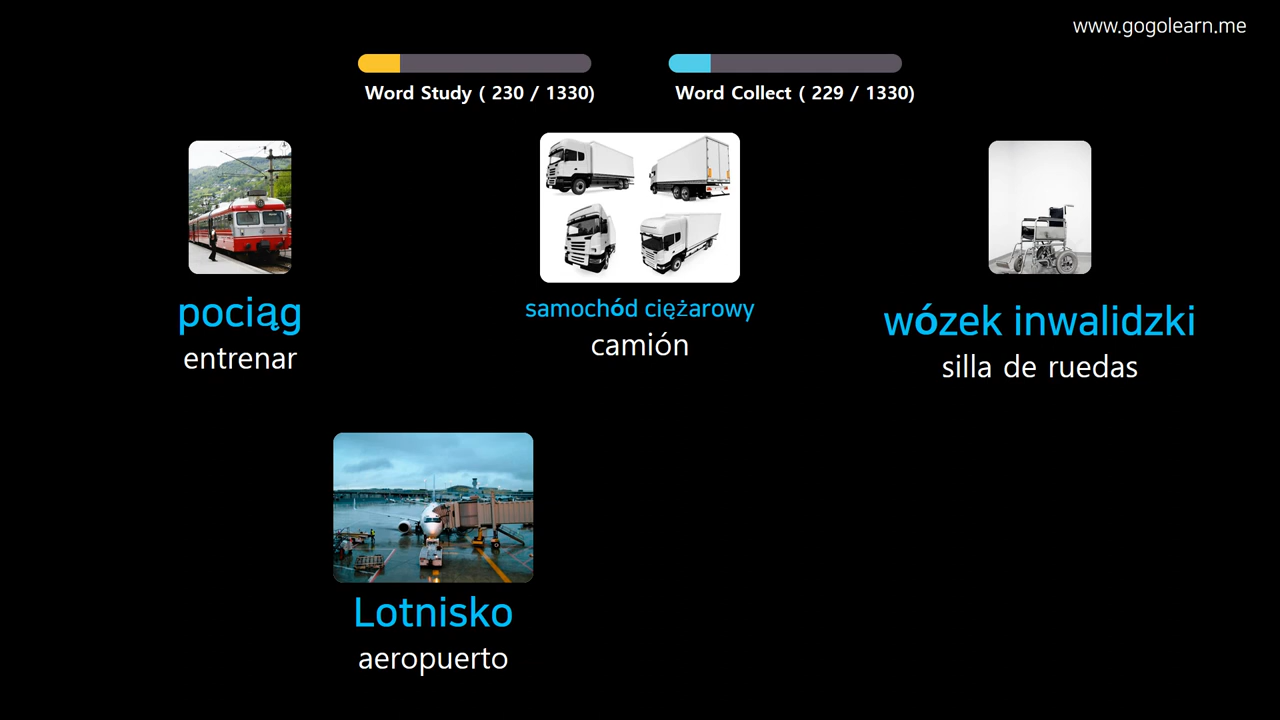 www.gogolearn.me
Word Study ( 230 / 1330)
Word Collect ( 229 / 1330)
pociąg
entrenar
samochód ciężarowy
camión
wózek inwalidzki
silla de ruedas
Lotnisko
aeropuerto